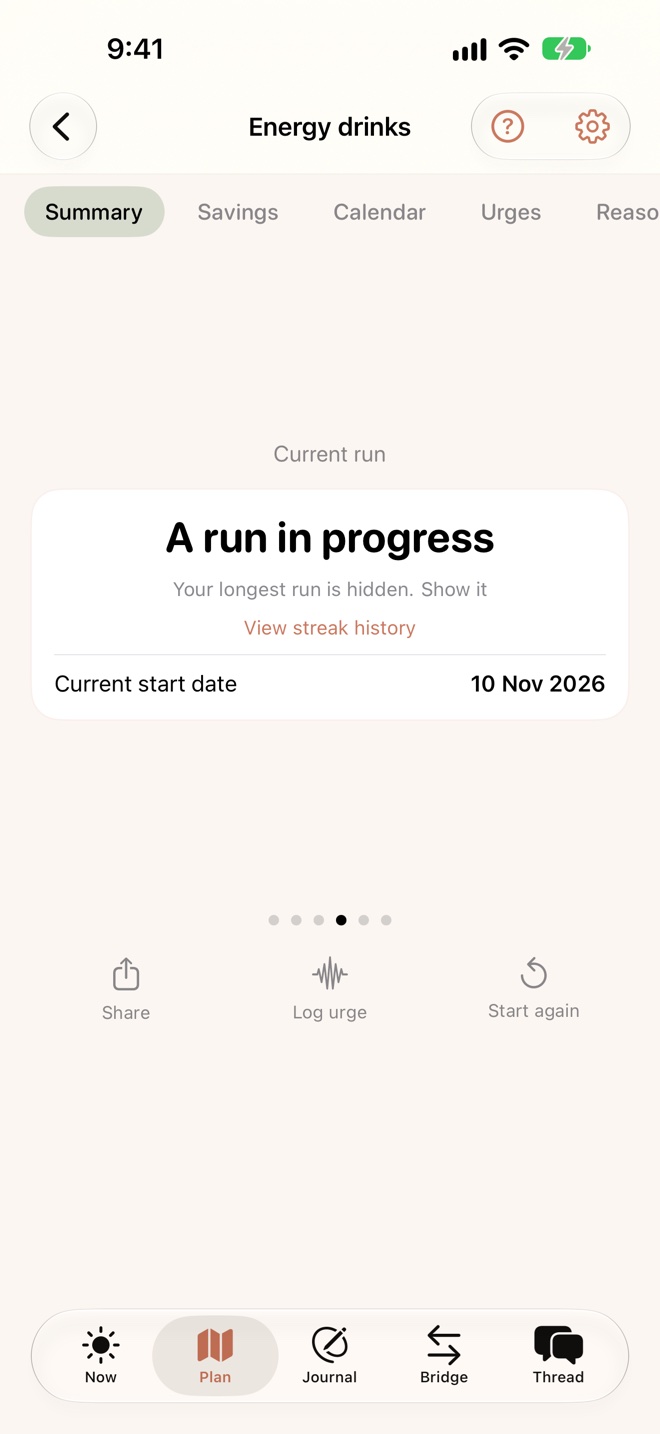 9:41
Energy drinks
Summary Savings Calendar Urges Reaso
Current run
A run in progress
Your longest run is hidden. Show it
View streak history
Current start date 10 Nov 2026
Share Log urge Start again
Now Plan Journal Bridge Thread